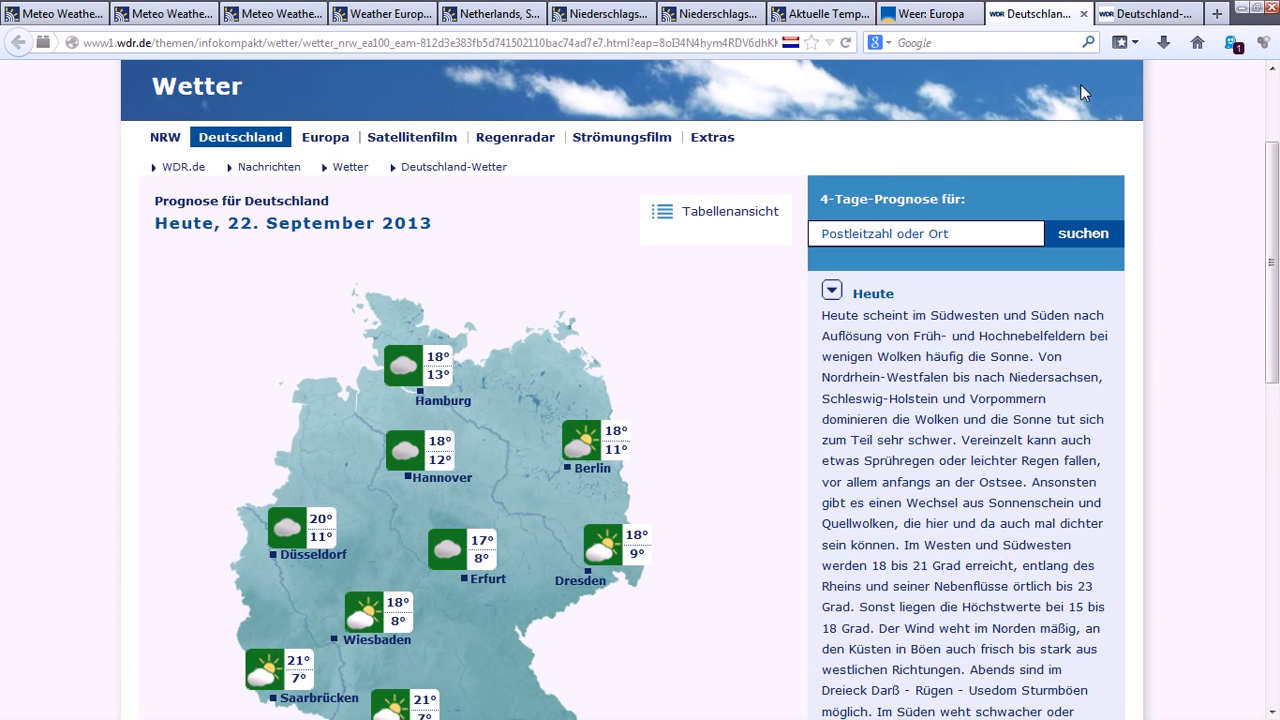 Meteo Weathe...
Meteo Weathe...
Meteo Weathe...
Weather Europ...
Netherlands, S...
Niederschlags...
Niederschlags...
Aktuelle Temp...
Weer: Europa
WDR Deutschlan... ×
WDR Deutschland-...
www1.wdr.de/themen/infokompakt/wetter/wetter_nrw_ea100_eam-812d3e383fb5d741502110bac74ad7e7.html?eap=8oI34N4hym4RDV6dhKk
Google
1
Wetter
NRW Deutschland Europa | Satellitenfilm | Regenradar | Strömungsfilm | Extras
WDR.de Nachrichten Wetter Deutschland-Wetter
Prognose für Deutschland
Heute, 22. September 2013
Tabellenansicht
18°
13°
Hamburg
18°
12°
Hannover
18°
11°
Berlin
20°
11°
Düsseldorf
17°
8°
Erfurt
18°
9°
Dresden
18°
8°
Wiesbaden
21°
7°
Saarbrücken
21°
7°
4-Tage-Prognose für:
Postleitzahl oder Ort suchen
Heute
Heute scheint im Südwesten und Süden nach
Auflösung von Früh- und Hochnebelfeldern bei
wenigen Wolken häufig die Sonne. Von
Nordrhein-Westfalen bis nach Niedersachsen,
Schleswig-Holstein und Vorpommern
dominieren die Wolken und die Sonne tut sich
zum Teil sehr schwer. Vereinzelt kann auch
etwas Sprühregen oder leichter Regen fallen,
vor allem anfangs an der Ostsee. Ansonsten
gibt es einen Wechsel aus Sonnenschein und
Quellwolken, die hier und da auch mal dichter
sein können. Im Westen und Südwesten
werden 18 bis 21 Grad erreicht, entlang des
Rheins und seiner Nebenflüsse örtlich bis 23
Grad. Sonst liegen die Höchstwerte bei 15 bis
18 Grad. Der Wind weht im Norden mäßig, an
den Küsten in Böen auch frisch bis stark aus
westlichen Richtungen. Abends sind im
Dreieck Darß - Rügen - Usedom Sturmböen
möglich. Im Süden weht schwacher oder